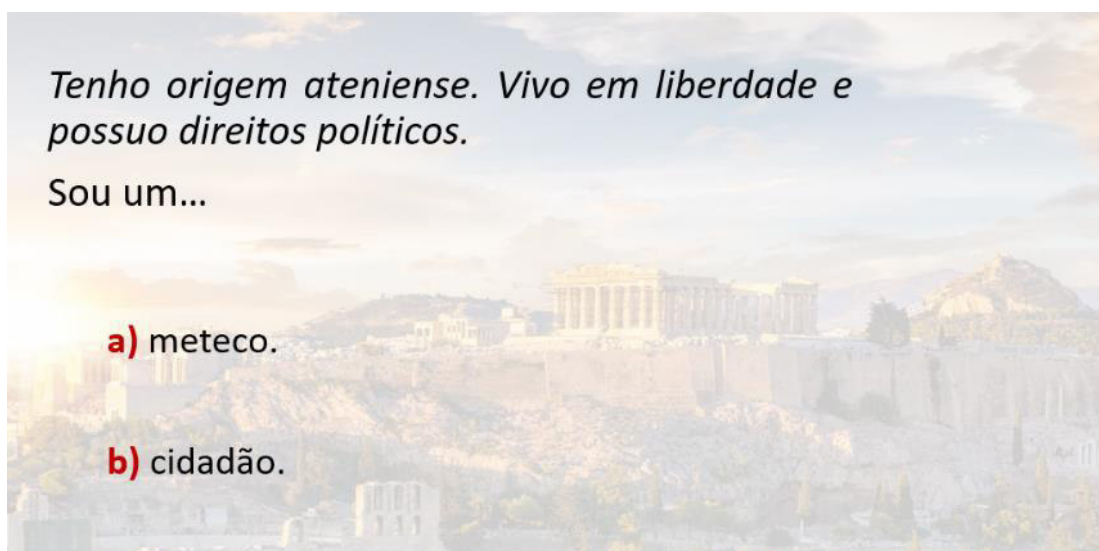 Tenho origem ateniense. Vivo em liberdade e
possuo direitos políticos.
Sou um…
a) meteco.
b) cidadão.